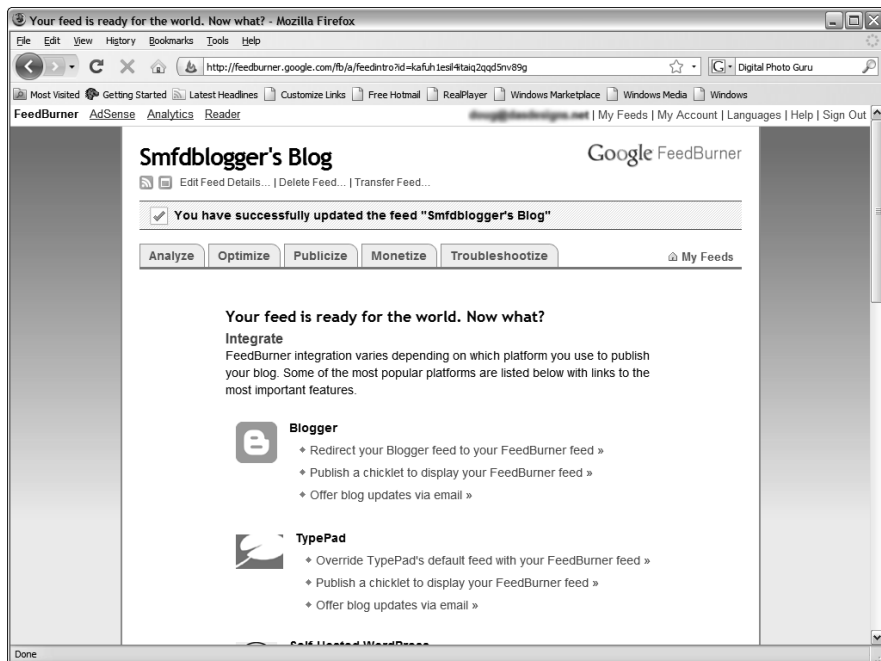 Your feed is ready for the world. Now what? - Mozilla Firefox
File Edit View History Bookmarks Tools Help
http://feedburner.google.com/fb/a/feedintro?id=kafuh1esil4itaiq2qqd5nv89g G Digital Photo Guru
Most Visited Getting Started Latest Headlines Customize Links Free Hotmail RealPlayer Windows Marketplace Windows Media Windows
FeedBurner AdSense Analytics Reader | My Feeds | My Account | Languages | Help | Sign Out
Smfdblogger's Blog Google FeedBurner
Edit Feed Details... | Delete Feed... | Transfer Feed...
You have successfully updated the feed "Smfdblogger's Blog"
Analyze Optimize Publicize Monetize Troubleshootize My Feeds
Your feed is ready for the world. Now what?
Integrate
FeedBurner integration varies depending on which platform you use to publish
your blog. Some of the most popular platforms are listed below with links to the
most important features.
Blogger
Redirect your Blogger feed to your FeedBurner feed »
Publish a chicklet to display your FeedBurner feed »
Offer blog updates via email »
TypePad
Override TypePad's default feed with your FeedBurner feed »
Publish a chicklet to display your FeedBurner feed »
Offer blog updates via email »
Self-Hosted WordPress
Done